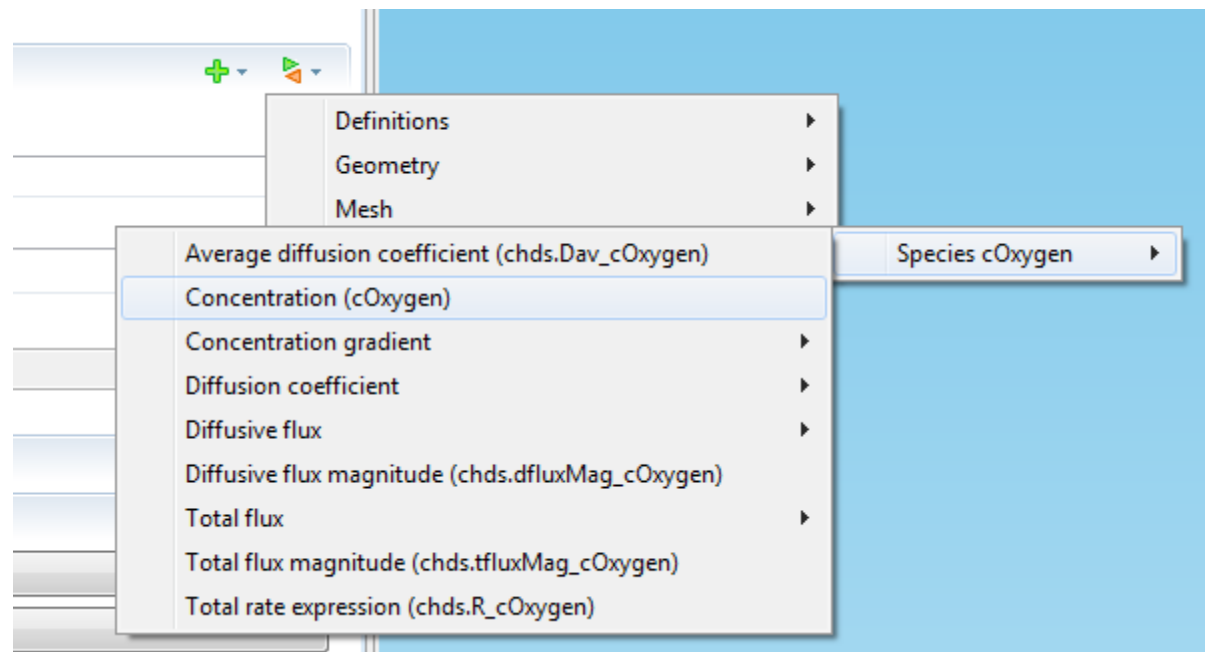 Definitions
Geometry
Mesh
Average diffusion coefficient (chds.Dav_cOxygen)
Species cOxygen
Concentration (cOxygen)
Concentration gradient
Diffusion coefficient
Diffusive flux
Diffusive flux magnitude (chds.dfluxMag_cOxygen)
Total flux
Total flux magnitude (chds.tfluxMag_cOxygen)
Total rate expression (chds.R_cOxygen)